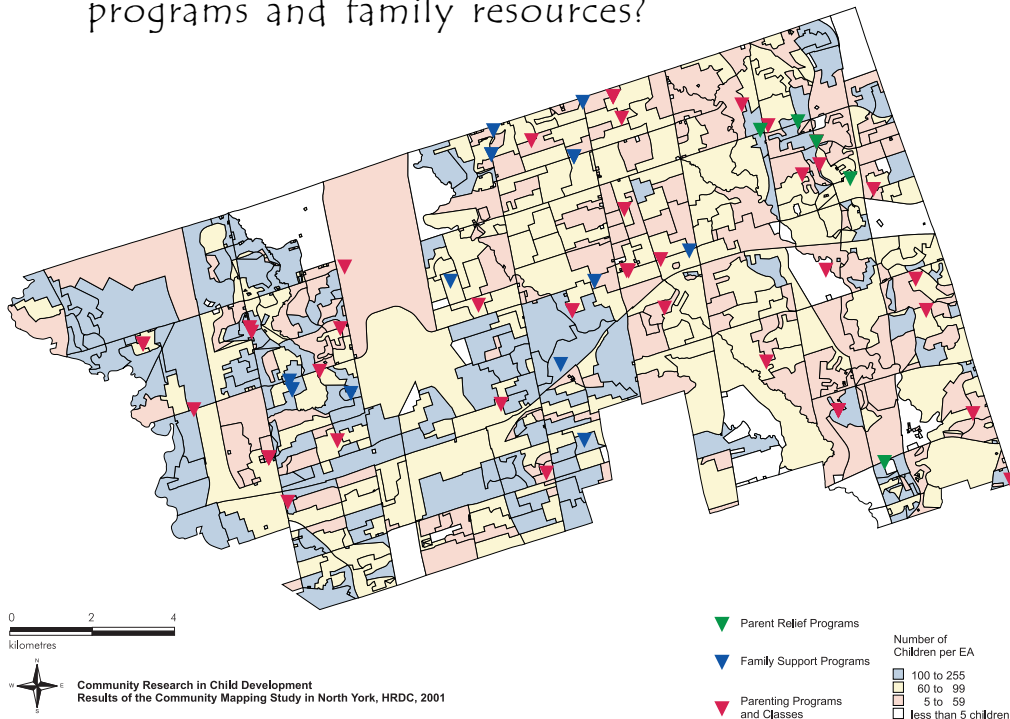 programs and family resources?
0 2 4
kilometres
N
W E
S
Community Research in Child Development
Results of the Community Mapping Study in North York, HRDC, 2001
Parent Relief Programs
Family Support Programs
Parenting Programs
and Classes
Number of
Children per EA
100 to 255
60 to 99
5 to 59
less than 5 children